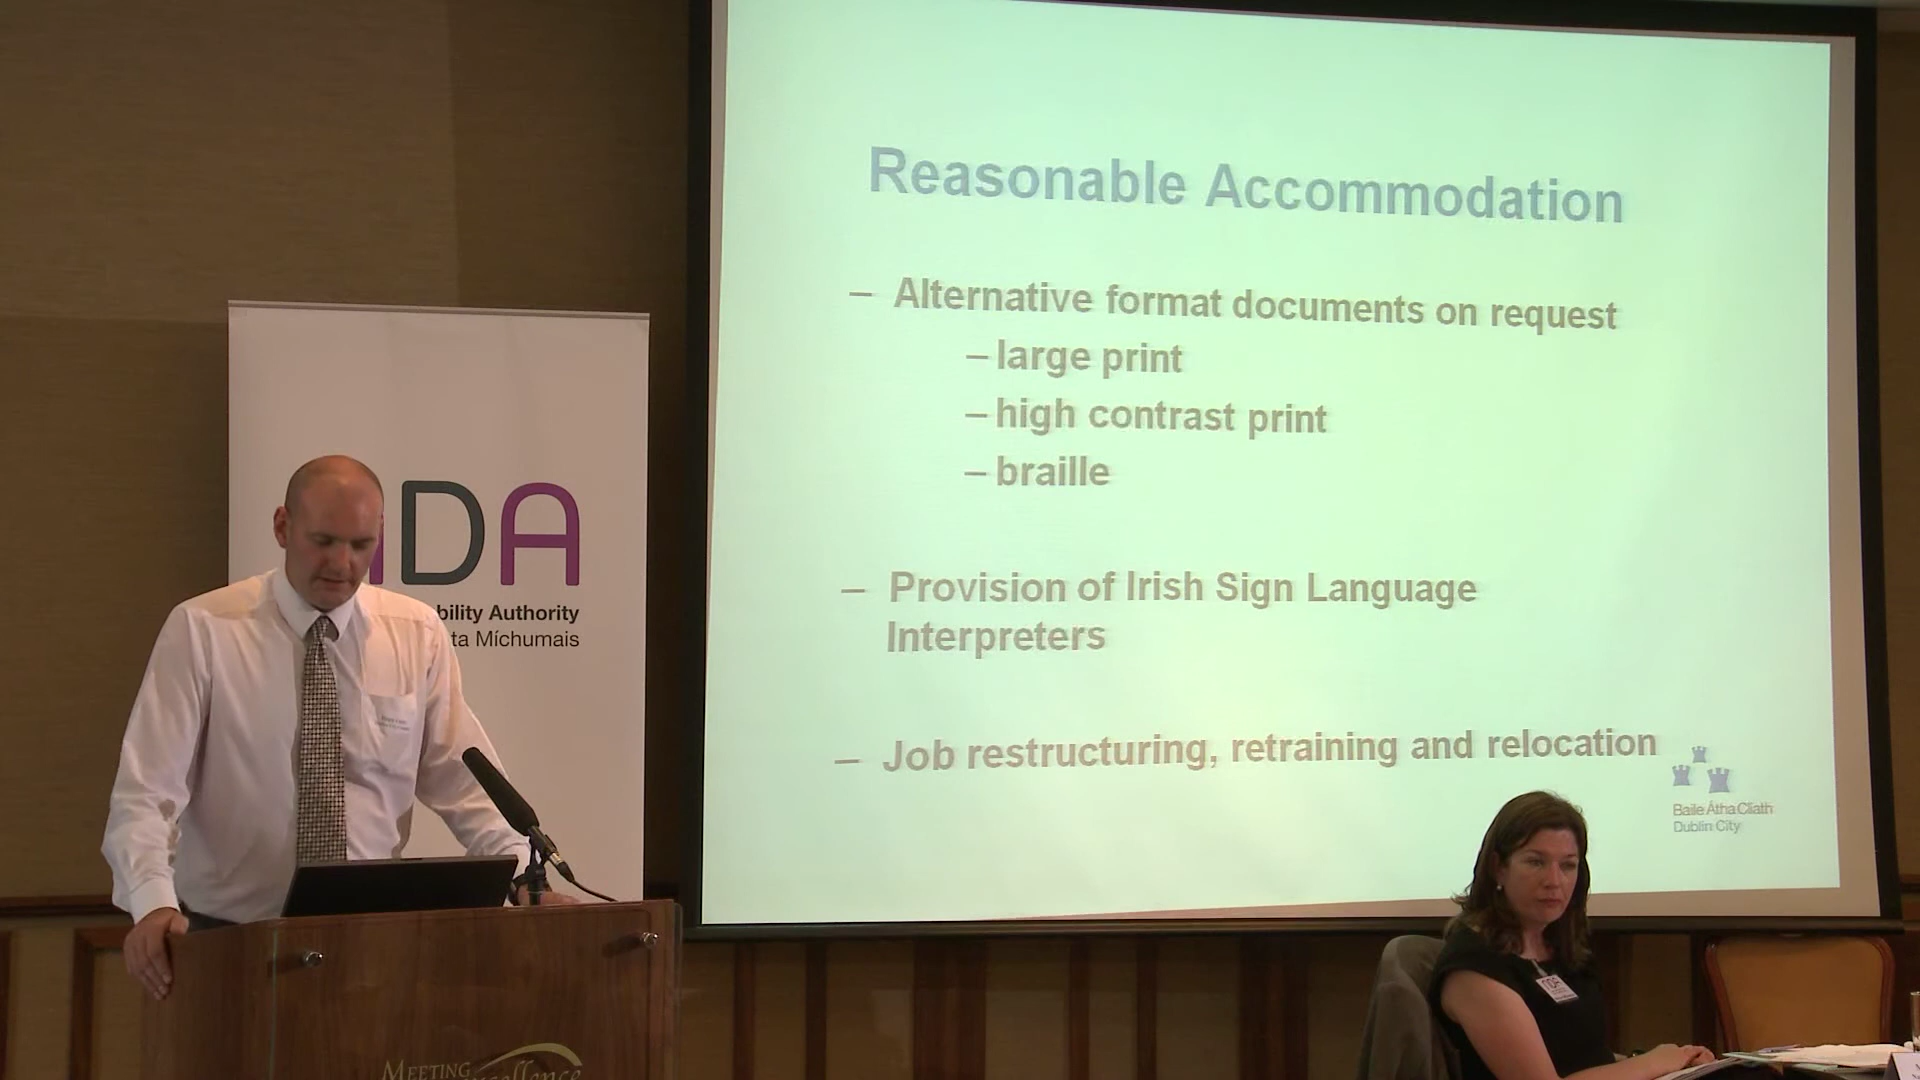 Reasonable Accommodation
– Alternative format documents on request
– large print
– high contrast print
– braille
– Provision of Irish Sign Language
Interpreters
– Job restructuring, retraining and relocation
Baile Átha Cliath
Dublin City
DA
bility Authority
ta Míchumais
MEETING